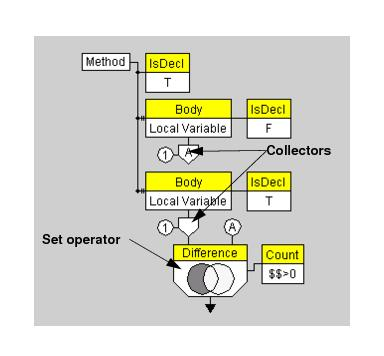 Method
IsDecl
T
Body
IsDecl
Local Variable
F
1
A
Collectors
Body
IsDecl
Local Variable
T
1
A
Set operator
Difference
Count
$$>0